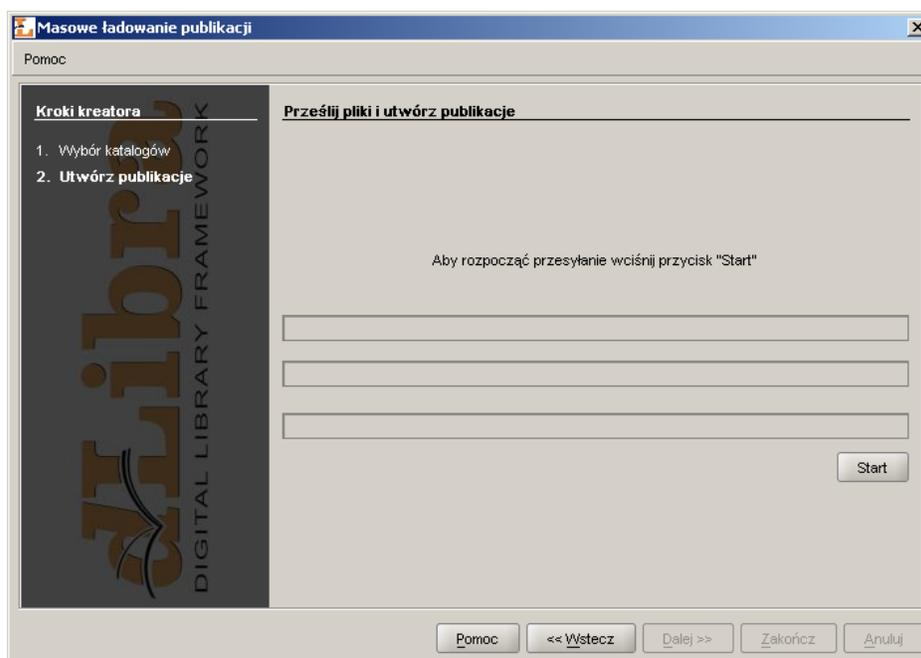 Masowe ładowanie publikacji
Pomoc
Kroki kreatora
1. Wybór katalogów
2. Utwórz publikacje
dLibra
DIGITAL LIBRARY FRAMEWORK
Prześlij pliki i utwórz publikacje
Aby rozpocząć przesyłanie wciśnij przycisk "Start"
Start
Pomoc
<< Wstecz
Dalej >>
Zakończ
Anuluj